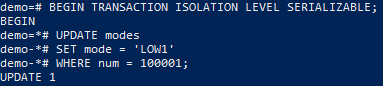 demo=# BEGIN TRANSACTION ISOLATION LEVEL SERIALIZABLE;
BEGIN
demo=*# UPDATE modes
demo-*# SET mode = 'LOW1'
demo-*# WHERE num = 100001;
UPDATE 1